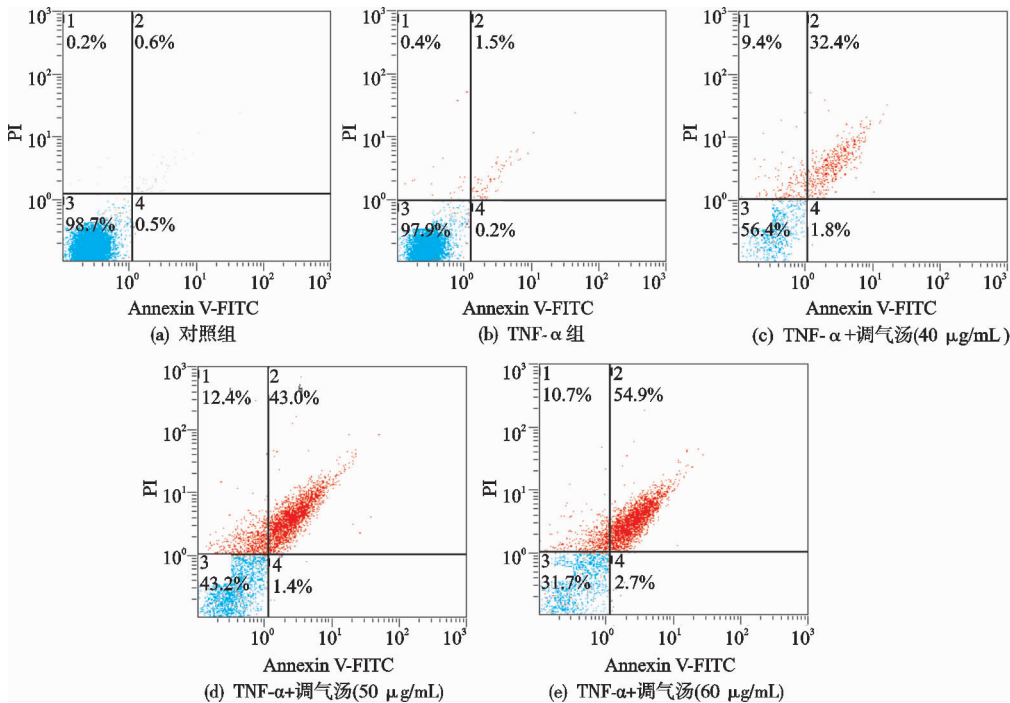 1 2
0.2% 0.6%
10³
10²
10¹
10⁰
PI
3 4
98.7% 0.5%
10⁰ 10¹ 10² 10³
Annexin V-FITC
(a) 对照组
1 2
0.4% 1.5%
10³
10²
10¹
10⁰
PI
3 4
97.9% 0.2%
10⁰ 10¹ 10² 10³
Annexin V-FITC
(b) TNF-α组
1 2
9.4% 32.4%
10³
10²
10¹
10⁰
PI
3 4
56.4% 1.8%
10⁰ 10¹ 10² 10³
Annexin V-FITC
(c) TNF-α+调气汤(40 μg/mL)
1 2
12.4% 43.0%
10³
10²
10¹
10⁰
PI
3 4
43.2% 1.4%
10⁰ 10¹ 10² 10³
Annexin V-FITC
(d) TNF-α+调气汤(50 μg/mL)
1 2
10.7% 54.9%
10³
10²
10¹
10⁰
PI
3 4
31.7% 2.7%
10⁰ 10¹ 10² 10³
Annexin V-FITC
(e) TNF-α+调气汤(60 μg/mL)